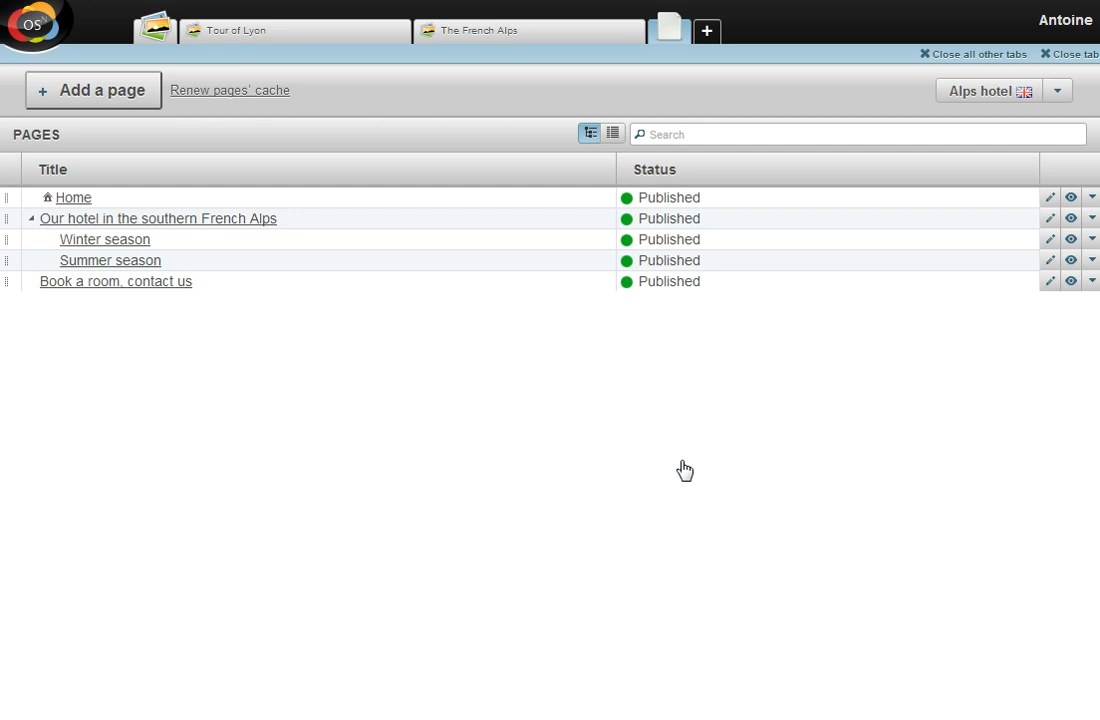 OSN
Antoine
Tour of Lyon
The French Alps
+
Close all other tabs
Close tab
+ Add a page
Renew pages' cache
Alps hotel
PAGES
Search
Title
Status
Home
Published
Our hotel in the southern French Alps
Published
Winter season
Published
Summer season
Published
Book a room, contact us
Published